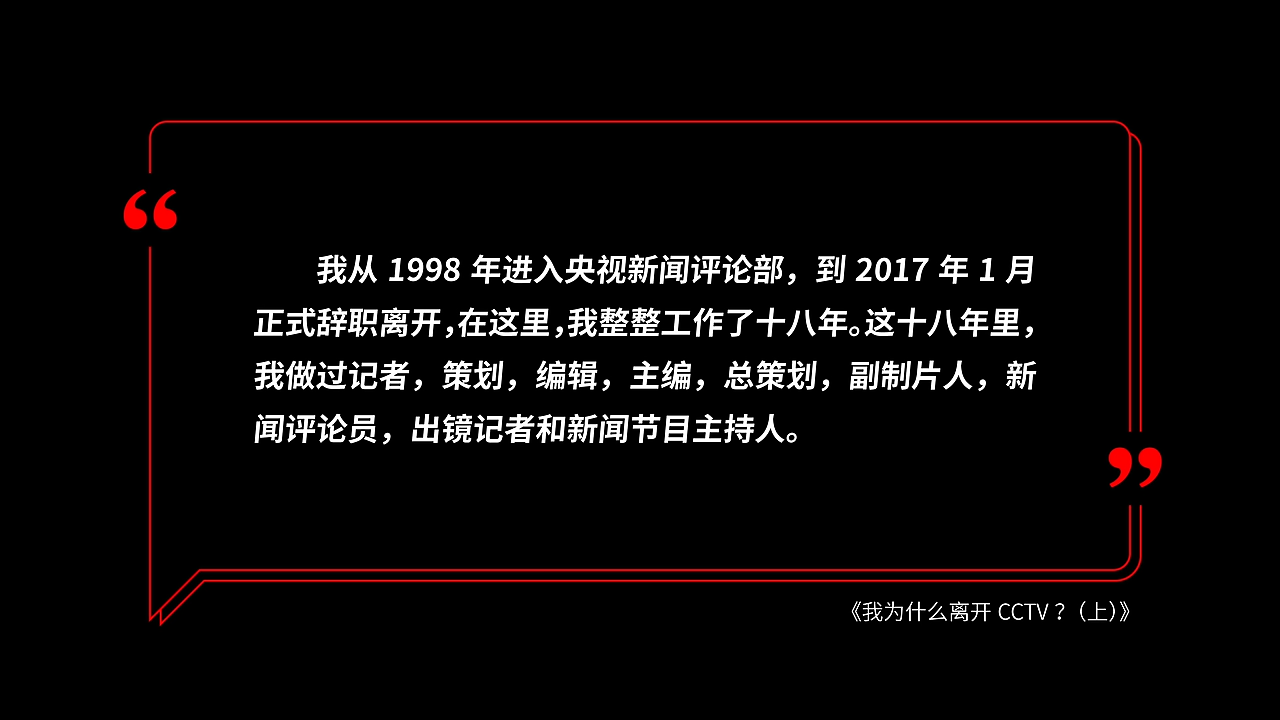 “
我从 1998 年进入央视新闻评论部，到 2017 年 1 月
正式辞职离开，在这里，我整整工作了十八年。这十八年里，
我做过记者，策划，编辑，主编，总策划，副制片人，新
闻评论员，出镜记者和新闻节目主持人。
”
《我为什么离开 CCTV？（上）》